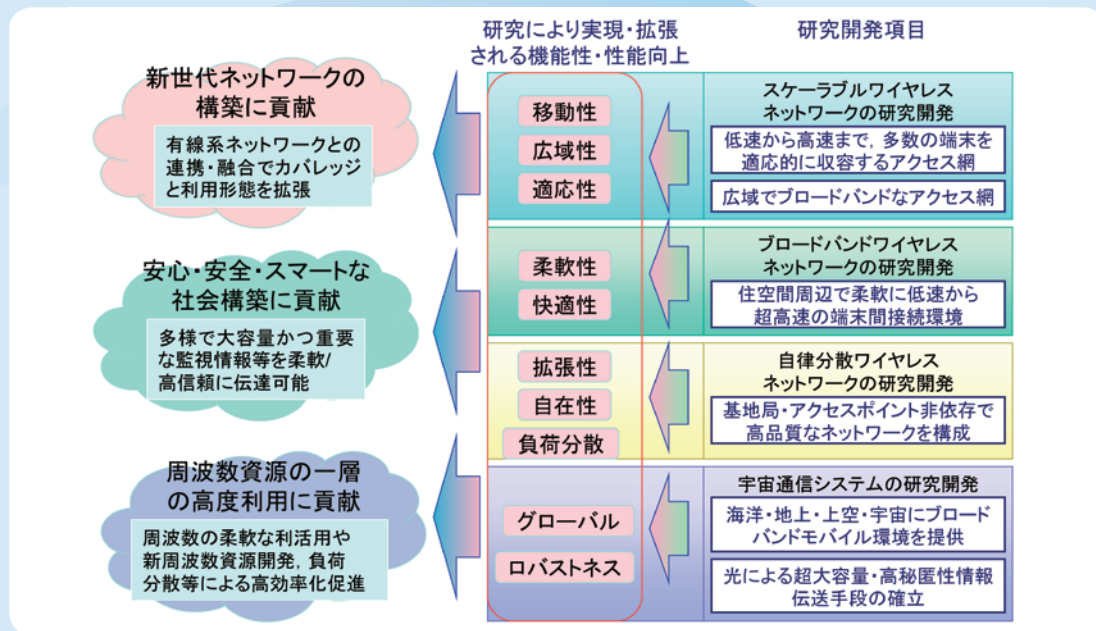 研究により実現・拡張
される機能性・性能向上
研究開発項目
新世代ネットワークの
構築に貢献
有線系ネットワークとの
連携・融合でカバレッジ
と利用形態を拡張
安心・安全・スマートな
社会構築に貢献
多様で大容量かつ重要
な監視情報等を柔軟/
高信頼に伝達可能
周波数資源の一層
の高度利用に貢献
周波数の柔軟な利活用や
新周波数資源開発, 負荷
分散等による高効率化促進
移動性
広域性
適応性
スケーラブルワイヤレス
ネットワークの研究開発
低速から高速まで, 多数の端末を
適応的に収容するアクセス網
広域でブロードバンドなアクセス網
柔軟性
快適性
ブロードバンドワイヤレス
ネットワークの研究開発
住空間周辺で柔軟に低速から
超高速の端末間接続環境
拡張性
自在性
負荷分散
自律分散ワイヤレス
ネットワークの研究開発
基地局・アクセスポイント非依存で
高品質なネットワークを構成
グローバル
ロバストネス
宇宙通信システムの研究開発
海洋・地上・上空・宇宙にブロード
バンドモバイル環境を提供
光による超大容量・高秘匿性情報
伝送手段の確立